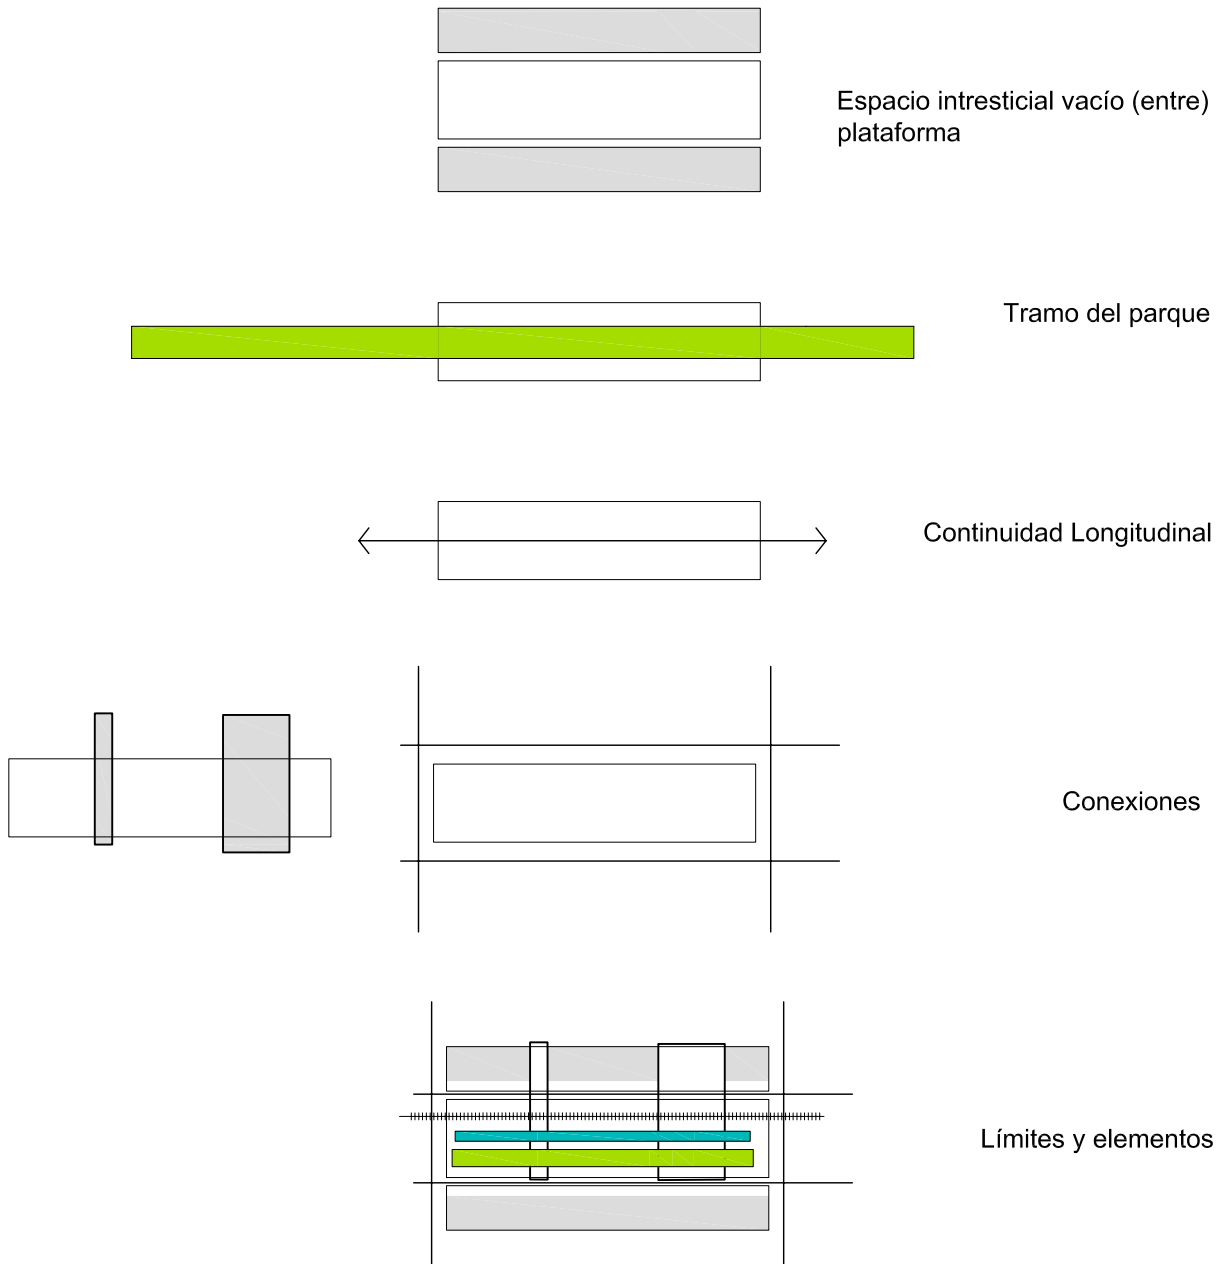 Espacio intresticial vacío (entre)
plataforma
Tramo del parque
Continuidad Longitudinal
Conexiones
Límites y elementos